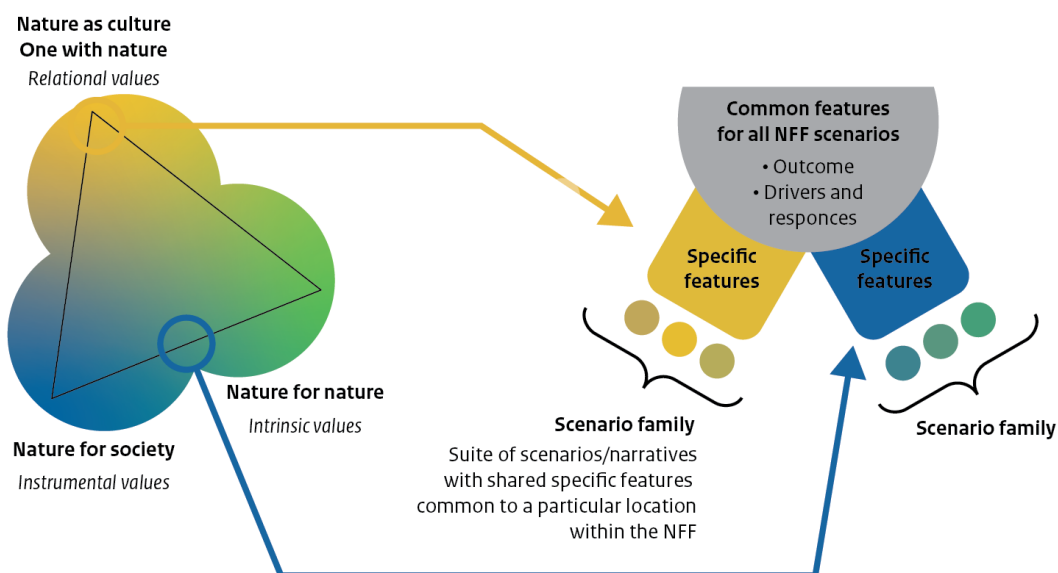 Nature as culture
One with nature
Relational values
Nature for nature
Intrinsic values
Nature for society
Instrumental values
Common features
for all NFF scenarios
• Outcome
• Drivers and
responces
Specific
features
Specific
features
Scenario family
Suite of scenarios/narratives
with shared specific features
common to a particular location
within the NFF
Scenario family